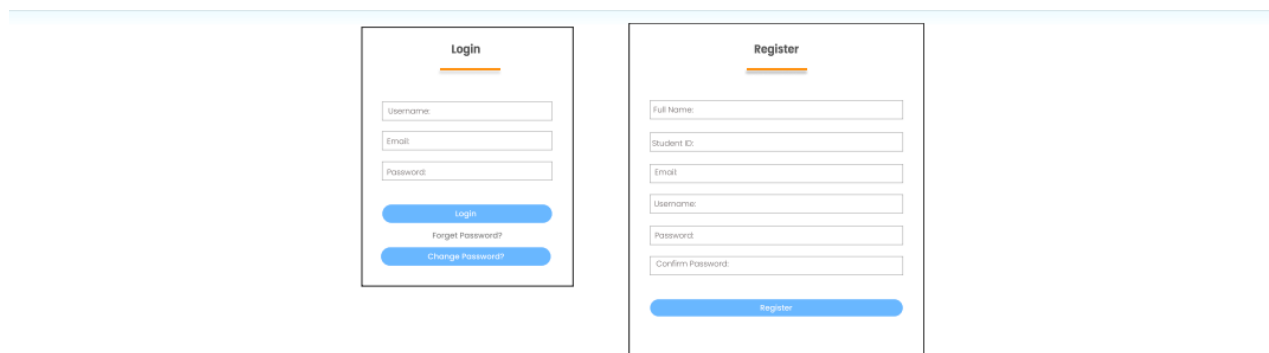 Login
Username:
Email:
Password:
Login
Forget Password?
Change Password?
Register
Full Name:
Student ID:
Email:
Username:
Password:
Confirm Password:
Register